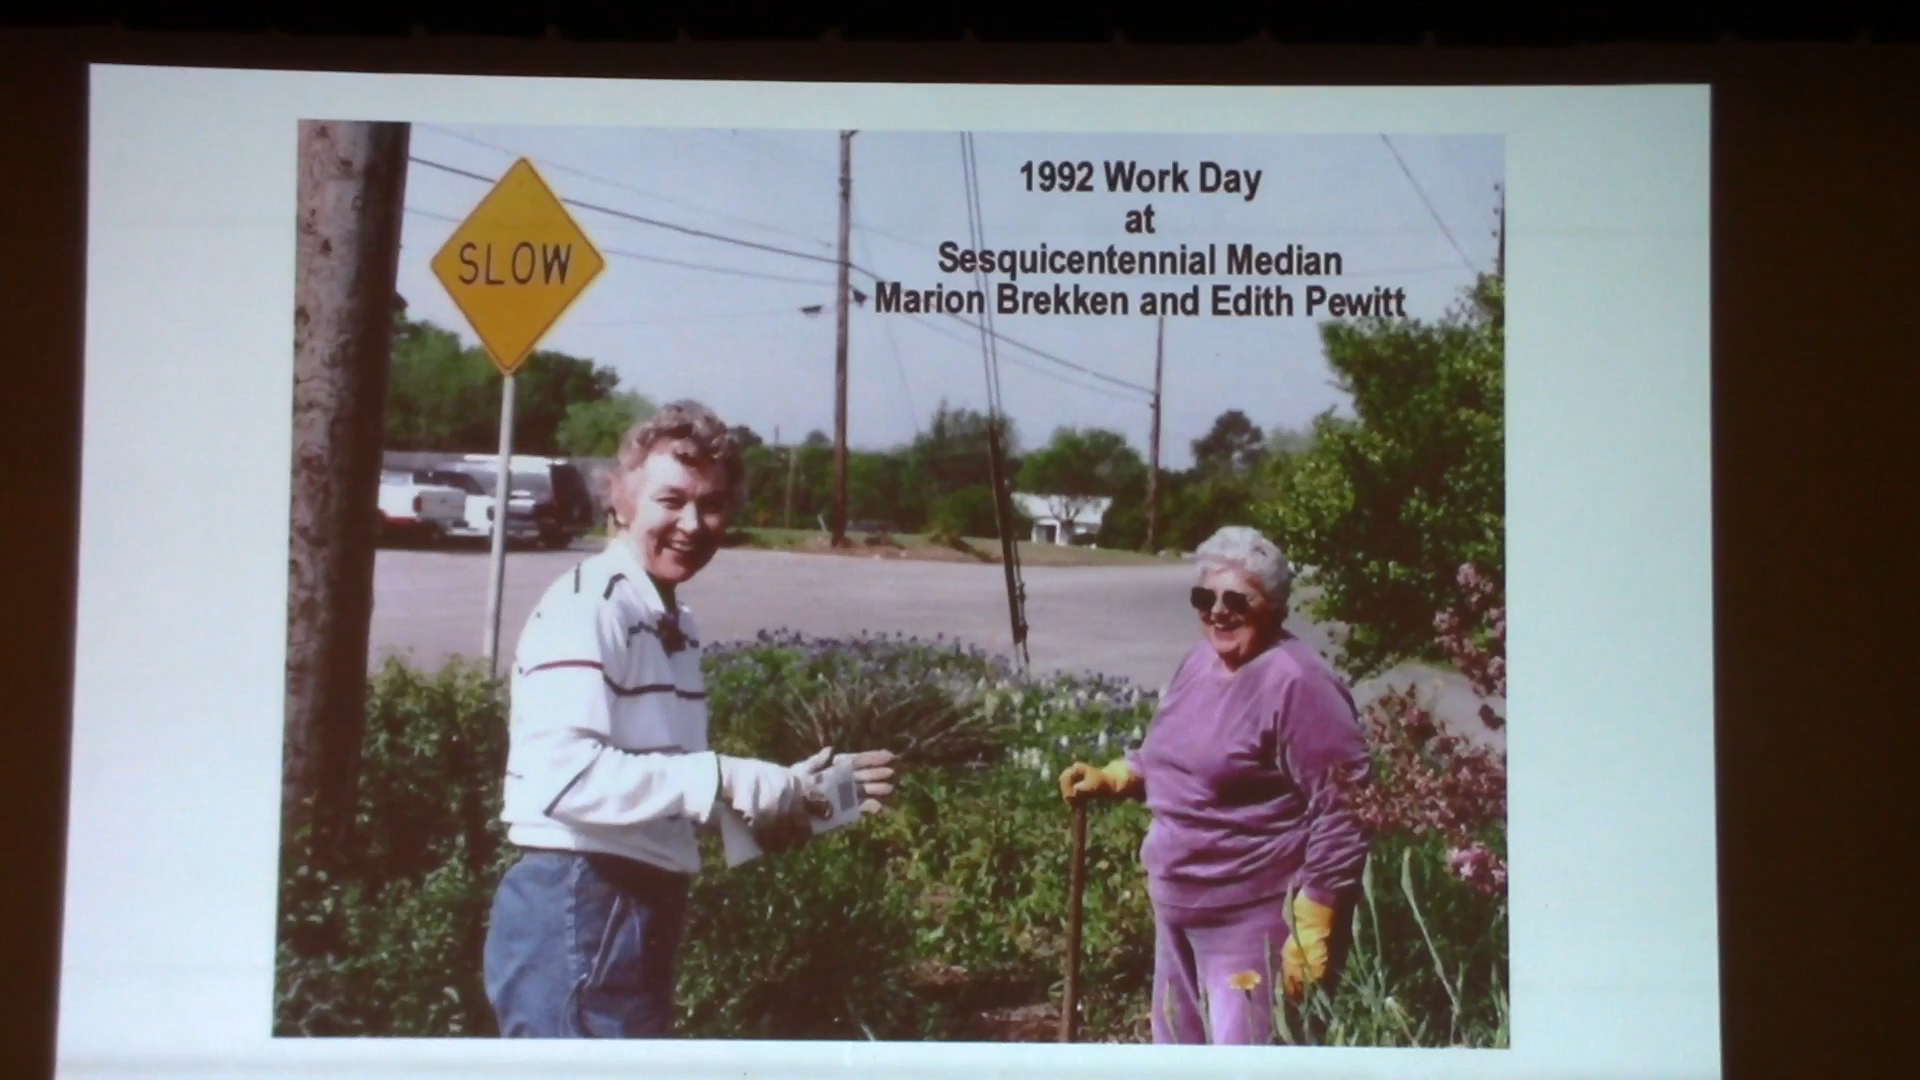 SLOW
1992 Work Day
at
Sesquicentennial Median
Marion Brekken and Edith Pewitt